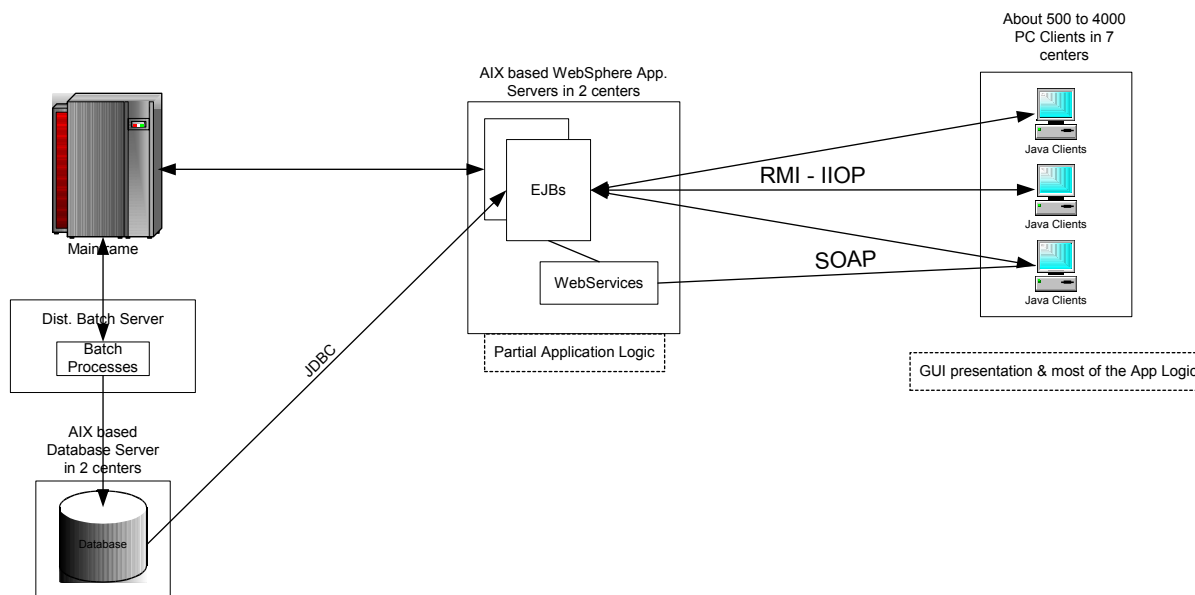 About 500 to 4000
PC Clients in 7
centers
AIX based WebSphere App.
Servers in 2 centers
Java Clients
EJBs
RMI - IIOP
Java Clients
Mainframe
SOAP
WebServices
Java Clients
Dist. Batch Server
Batch
Processes
Partial Application Logic
JDBC
GUI presentation & most of the App Logic
AIX based
Database Server
in 2 centers
Database